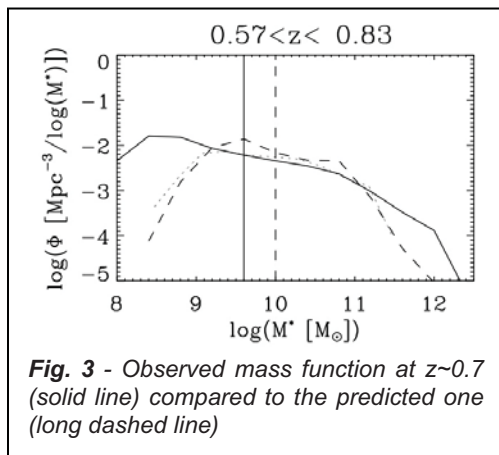 0.57<z< 0.83
log(Φ [Mpc⁻³/log(M*)])
0
−1
−2
−3
−4
−5
8 9 10 11 12
log(M* [M⊙])
Fig. 3 - Observed mass function at z~0.7
(solid line) compared to the predicted one
(long dashed line)